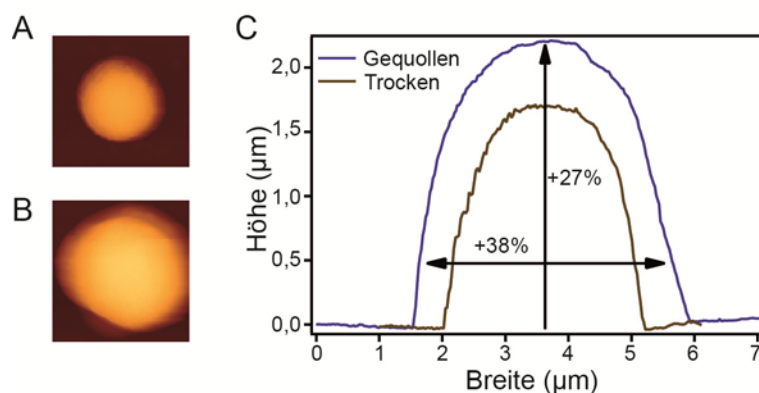 A
B
C
Gequollen
Trocken
+27%
+38%
Höhe (µm)
2,0
1,5
1,0
0,5
0,0
0 1 2 3 4 5 6 7
Breite (µm)